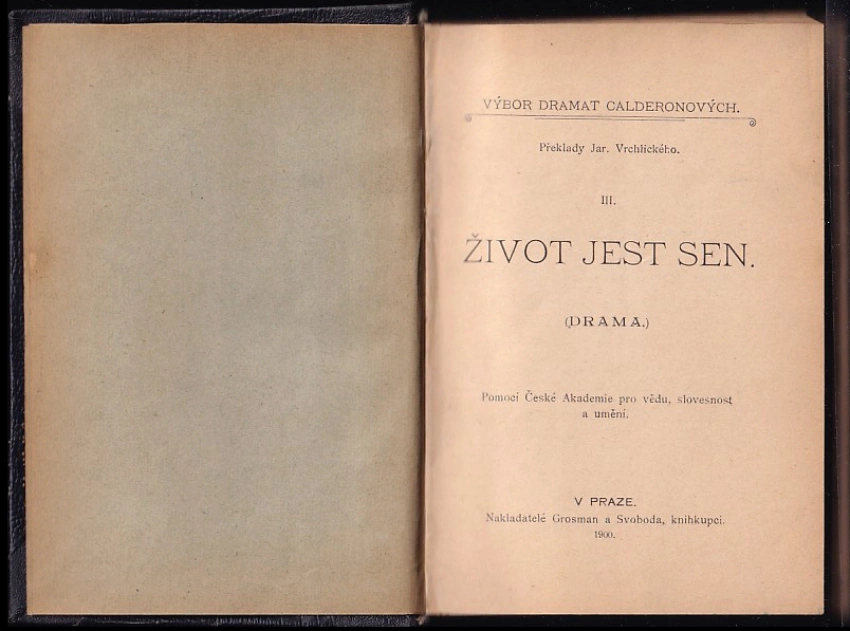 VÝBOR DRAMAT CALDERONOVÝCH.
Překlady Jar. Vrchlického.
III.
ŽIVOT JEST SEN.
(DRAMA.)
Pomocí České Akademie pro vědu, slovesnost
a umění.
V PRAZE.
Nakladatelé Grosman a Svoboda, knihkupci.
1900.